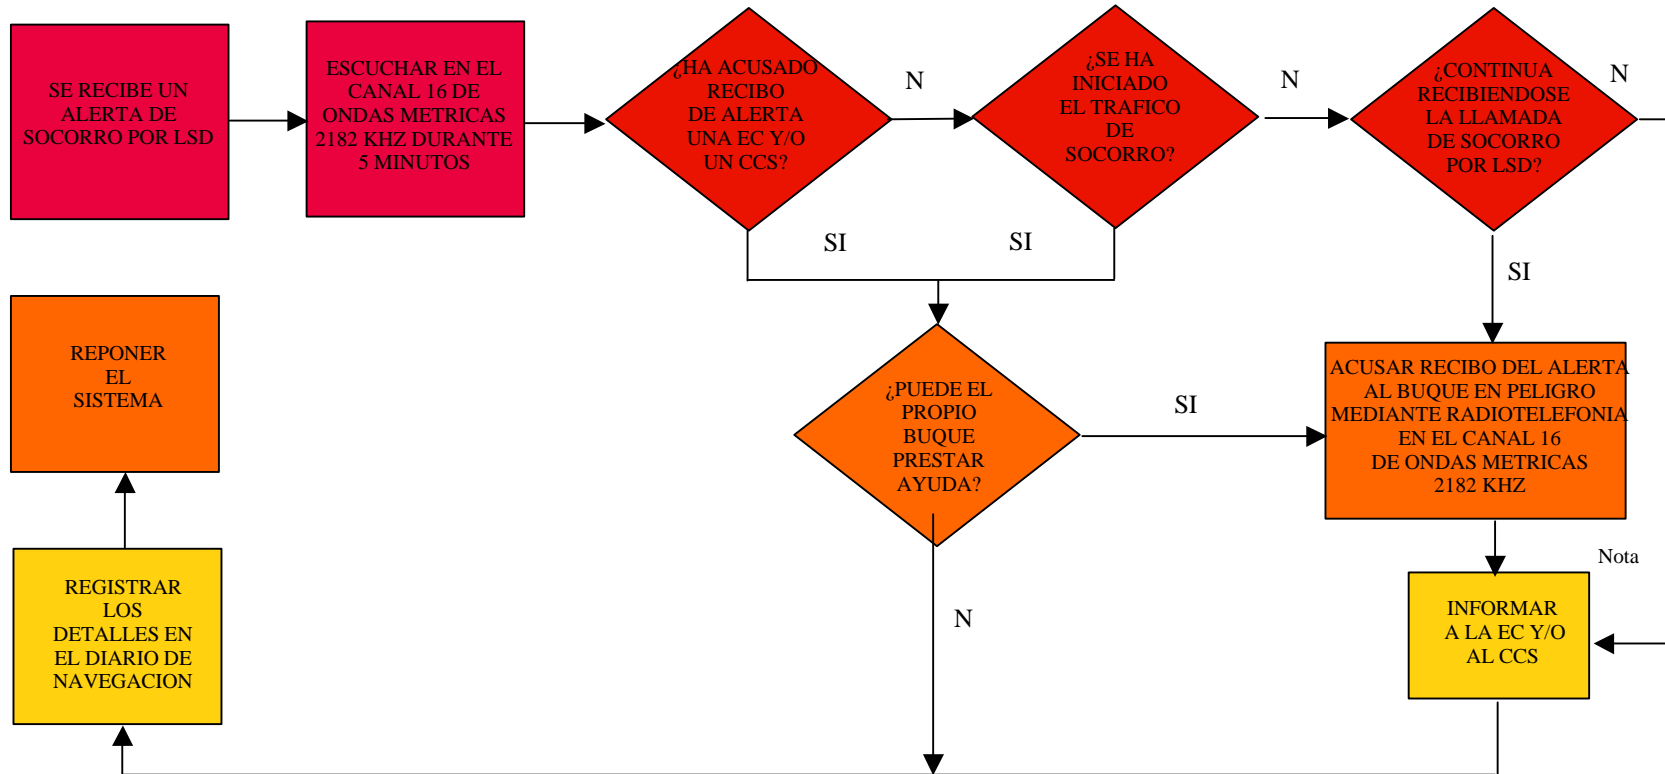 SE RECIBE UN
ALERTA DE
SOCORRO POR LSD
ESCUCHAR EN EL
CANAL 16 DE
ONDAS METRICAS
2182 KHZ DURANTE
5 MINUTOS
¿HA ACUSADO
RECIBO
DE ALERTA
UNA EC Y/O
UN CCS?
N
¿SE HA
INICIADO
EL TRAFICO
DE
SOCORRO?
N
¿CONTINUA
RECIBIENDOSE
LA LLAMADA
DE SOCORRO
POR LSD?
N
SI
SI
SI
REPONER
EL
SISTEMA
¿PUEDE EL
PROPIO
BUQUE
PRESTAR
AYUDA?
SI
ACUSAR RECIBO DEL ALERTA
AL BUQUE EN PELIGRO
MEDIANTE RADIOTELEFONIA
EN EL CANAL 16
DE ONDAS METRICAS
2182 KHZ
Nota
REGISTRAR
LOS
DETALLES EN
EL DIARIO DE
NAVEGACION
N
INFORMAR
A LA EC Y/O
AL CCS